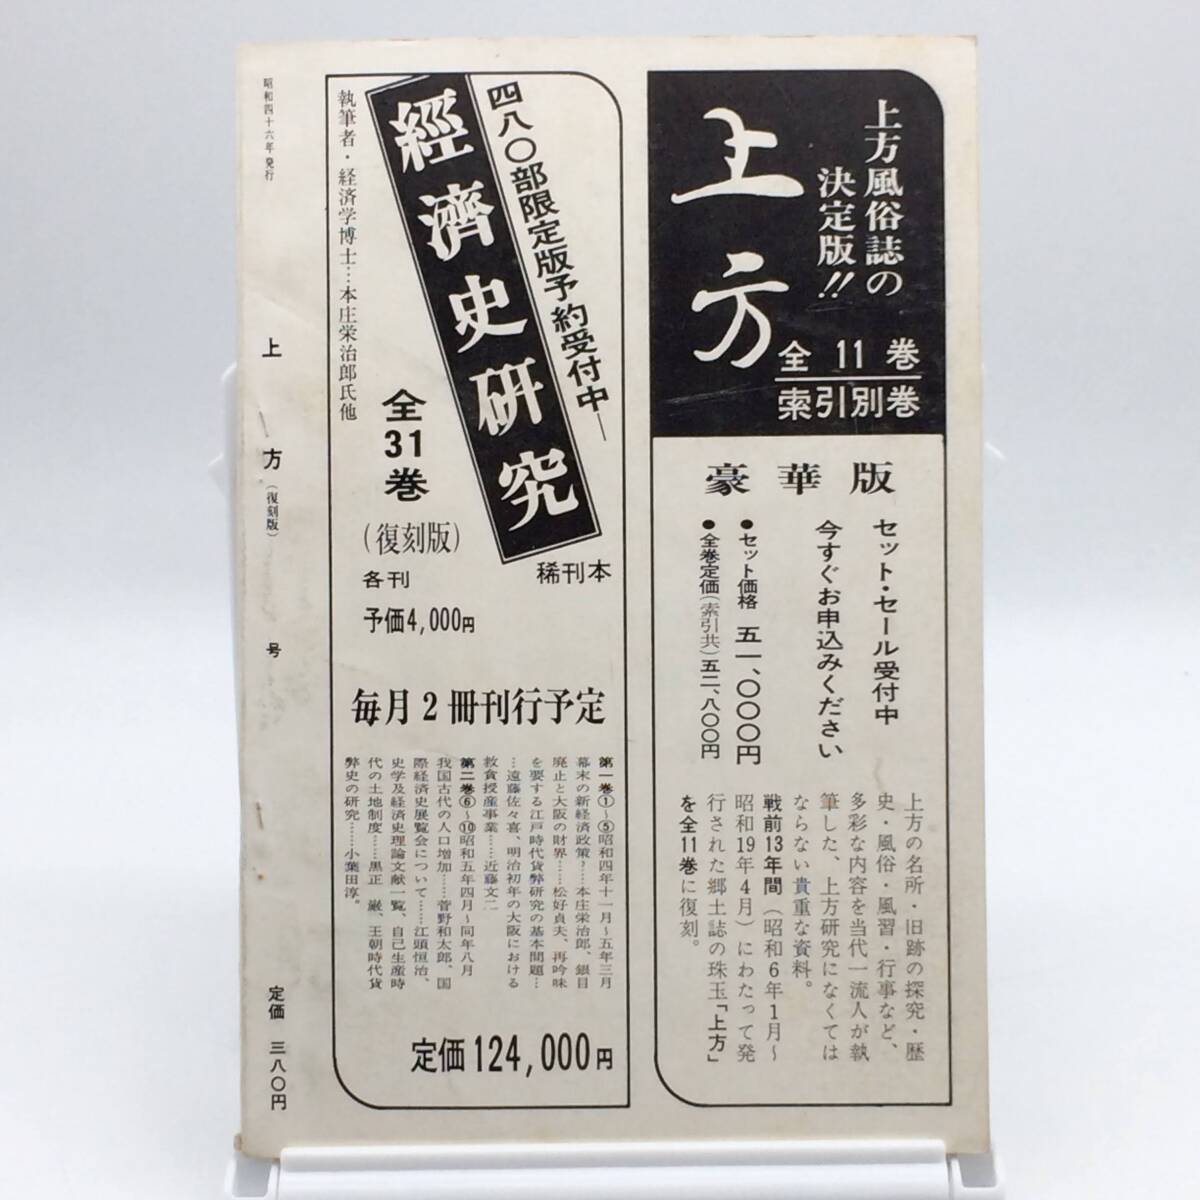 上方風俗誌の
決定版!!
上方
全11巻
索引別巻
豪華版
セット・セール受付中
今すぐお申込みください
●セット価格 五一、〇〇〇円
●全巻定価(索引共)五二、八〇〇円
上方の名所・旧跡の探究・歴
史・風俗・風習・行事など、
多彩な内容を当代一流人が執
筆した、上方研究になくては
ならない貴重な資料。
戦前13年間(昭和6年1月〜
昭和19年4月)にわたって発
行された郷土誌の珠玉「上方」
を全11巻に復刻。
四八〇部限定版予約受付中―
經濟史研究
稀刊本
執筆者・経済学博士…本庄栄治郎氏他
全31巻
(復刻版)
各刊
予価4,000円
毎月2冊刊行予定
第一巻①〜⑤昭和四年十一月〜五年三月
幕末の新経済政策……本庄栄治郎、銀目
廃止と大阪の財界……松好貞夫、再吟味
を要する江戸時代貨幣研究の基本問題…
…遠藤佐々喜、明治初年の大阪における
救貧授産事業……近藤文二
第二巻⑥〜⑩昭和五年四月〜同年八月
我国古代の人口増加……菅野和太郎、国
際経済史展覧会について……江頭恒治、
史学及経済史理論文献一覧、自己生産時
代の土地制度……黒正 巌、王朝時代貨
幣史の研究……小葉田淳。
定価124,000円
昭和四十六年発行
上方(復刻版)号
定価 三八〇円